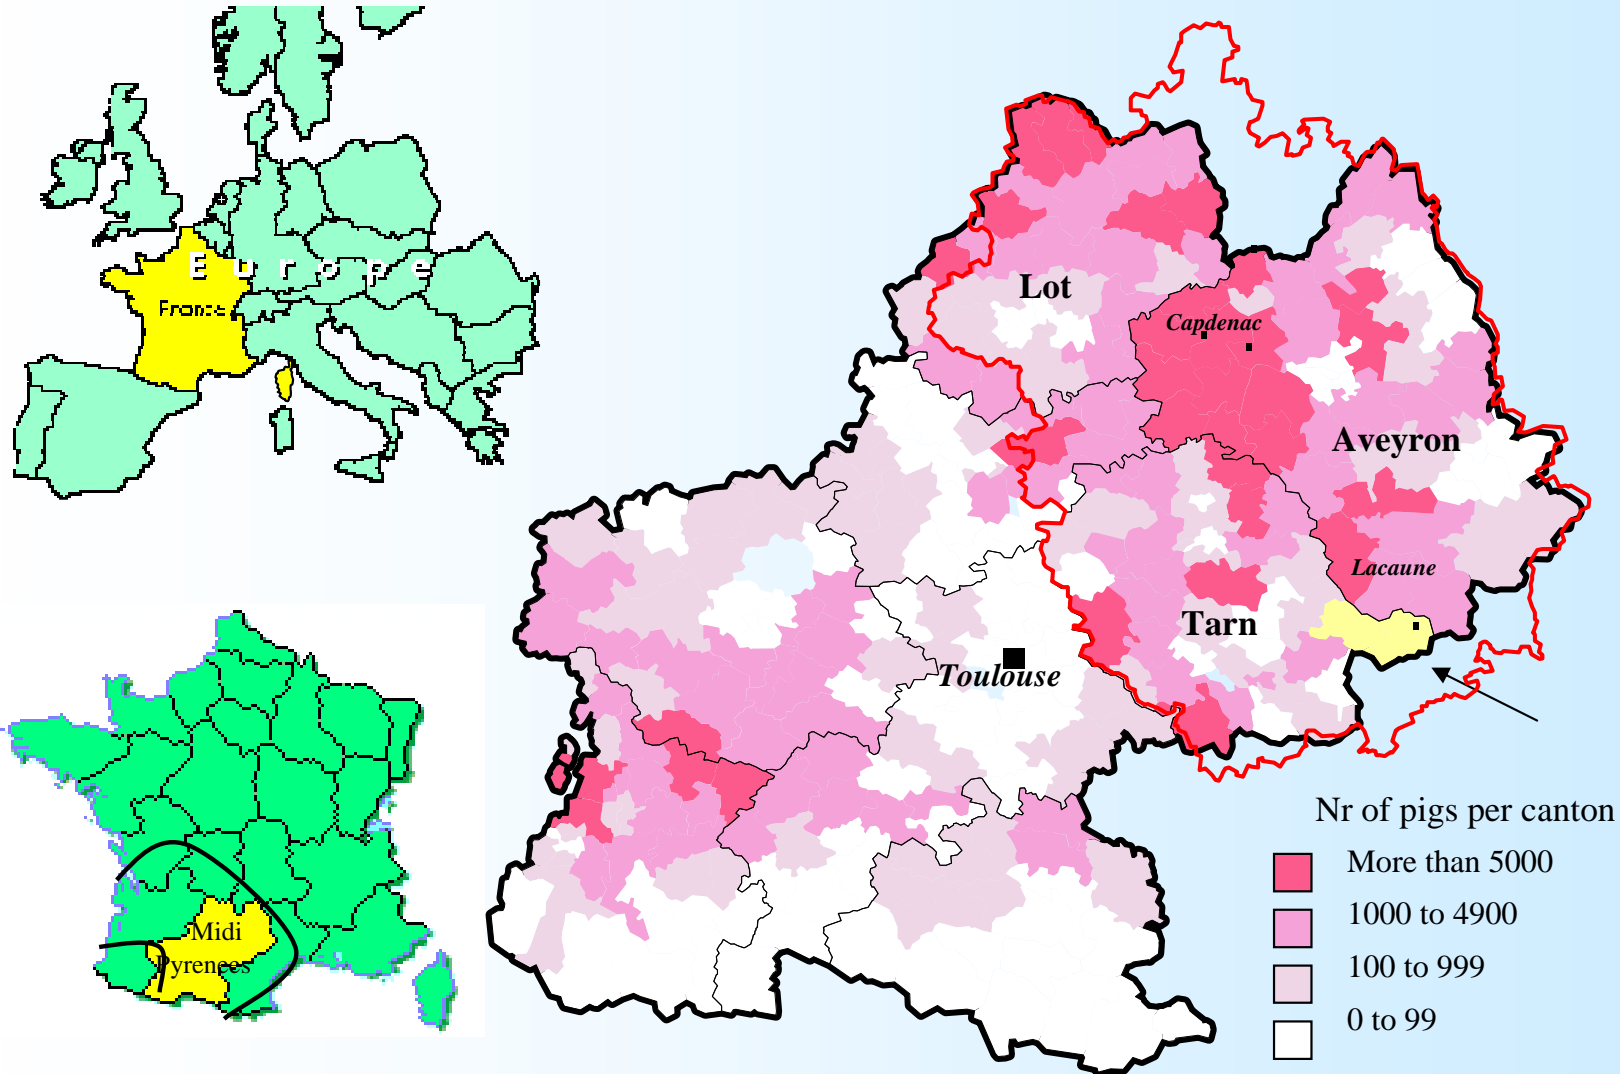 Europe
France
Lot
Capdenac
Aveyron
Lacaune
Tarn
Toulouse
Midi
Pyrenees
Nr of pigs per canton
More than 5000
1000 to 4900
100 to 999
0 to 99